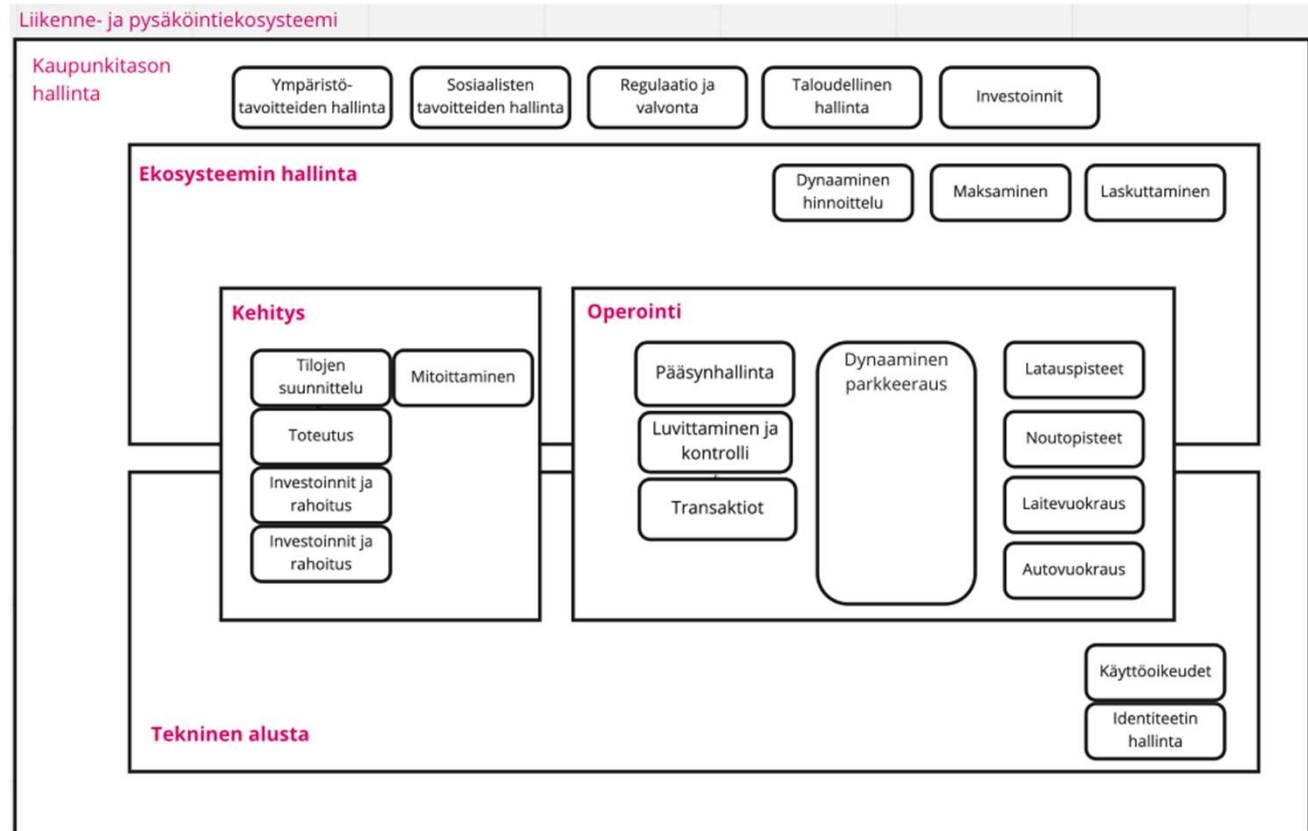 Liikenne- ja pysäköintiekosysteemi
Kaupunkitason
hallinta
Ympäristö-
tavoitteiden hallinta
Sosiaalisten
tavoitteiden hallinta
Regulaatio ja
valvonta
Taloudellinen
hallinta
Investoinnit
Ekosysteemin hallinta
Dynaaminen
hinnoittelu
Maksaminen
Laskuttaminen
Kehitys
Tilojen
suunnittelu
Mitoittaminen
Toteutus
Investoinnit ja
rahoitus
Investoinnit ja
rahoitus
Operointi
Pääsynhallinta
Luvittaminen ja
kontrolli
Transaktiot
Dynaaminen
parkkeeraus
Latauspisteet
Noutopisteet
Laitevuokraus
Autovuokraus
Tekninen alusta
Käyttöoikeudet
Identiteetin
hallinta